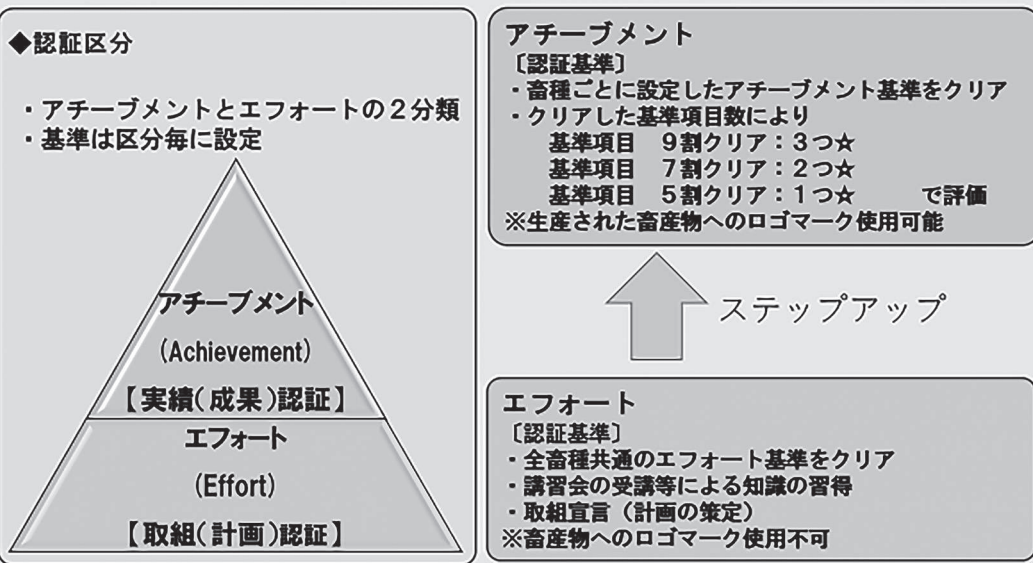 ◆認証区分
・アチーブメントとエフォートの2分類
・基準は区分毎に設定
アチーブメント
(Achievement)
【実績(成果)認証】
エフォート
(Effort)
【取組(計画)認証】
アチーブメント
〔認証基準〕
・畜種ごとに設定したアチーブメント基準をクリア
・クリアした基準項目数により
基準項目 9割クリア：3つ☆
基準項目 7割クリア：2つ☆
基準項目 5割クリア：1つ☆ で評価
※生産された畜産物へのロゴマーク使用可能
ステップアップ
エフォート
〔認証基準〕
・全畜種共通のエフォート基準をクリア
・講習会の受講等による知識の習得
・取組宣言（計画の策定）
※畜産物へのロゴマーク使用不可